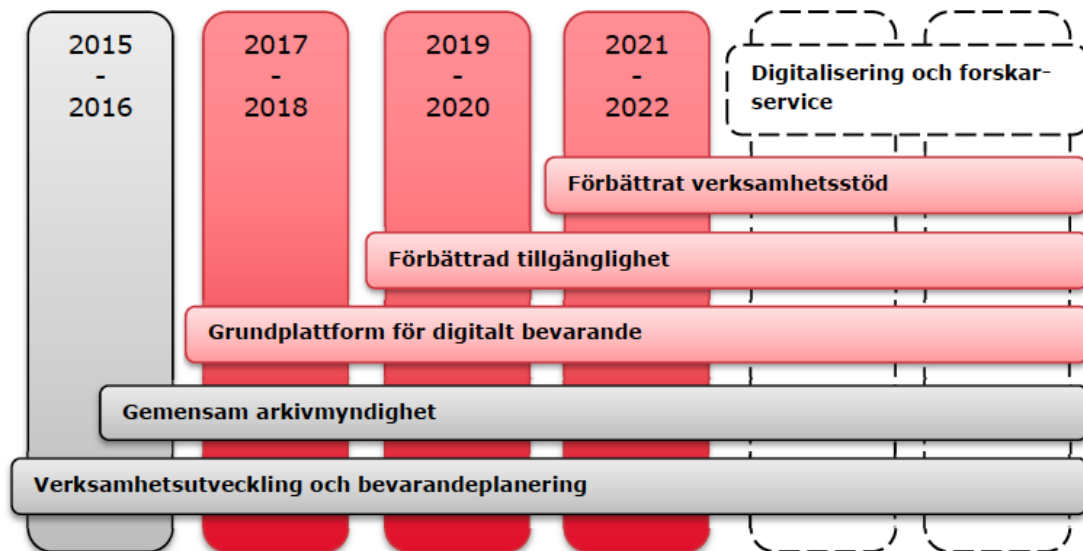 2015
-
2016
2017
-
2018
2019
-
2020
2021
-
2022
Digitalisering och forskar-
service
Förbättrat verksamhetsstöd
Förbättrad tillgänglighet
Grundplattform för digitalt bevarande
Gemensam arkivmyndighet
Verksamhetsutveckling och bevarandeplanering